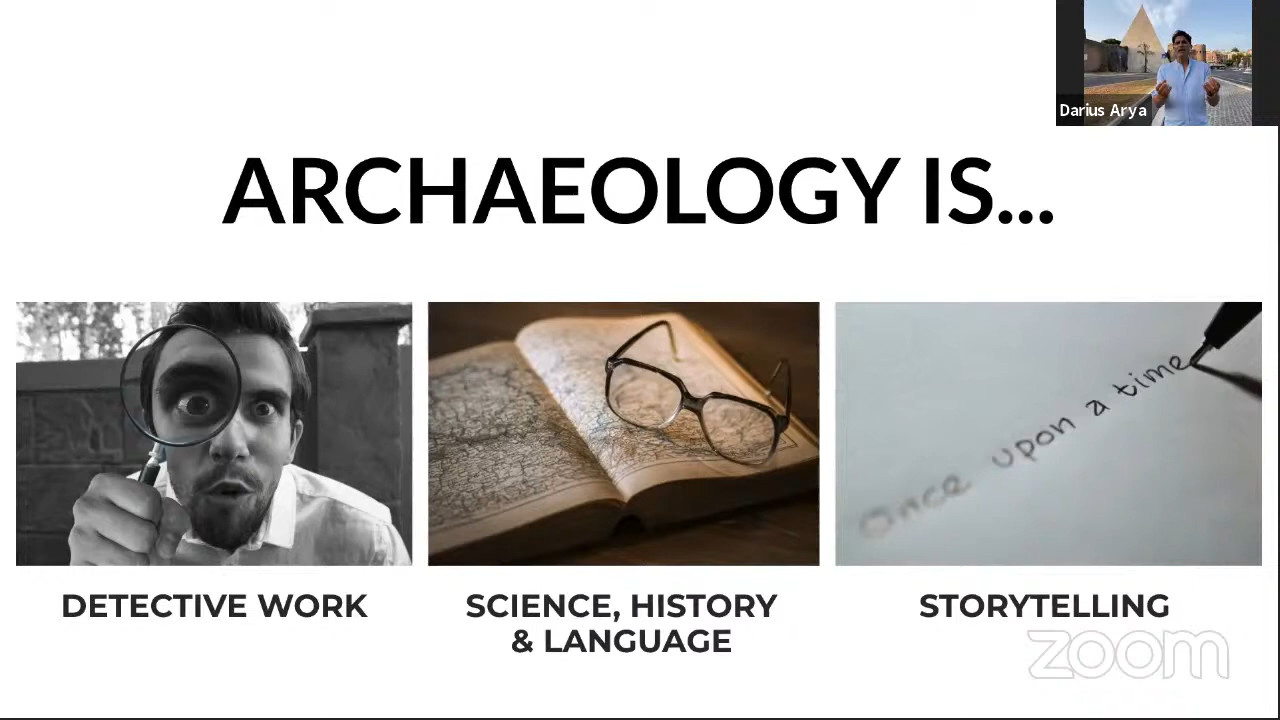 Darius Arya
ARCHAEOLOGY IS...
Once upon a time
DETECTIVE WORK
SCIENCE, HISTORY
& LANGUAGE
STORYTELLING
zoom